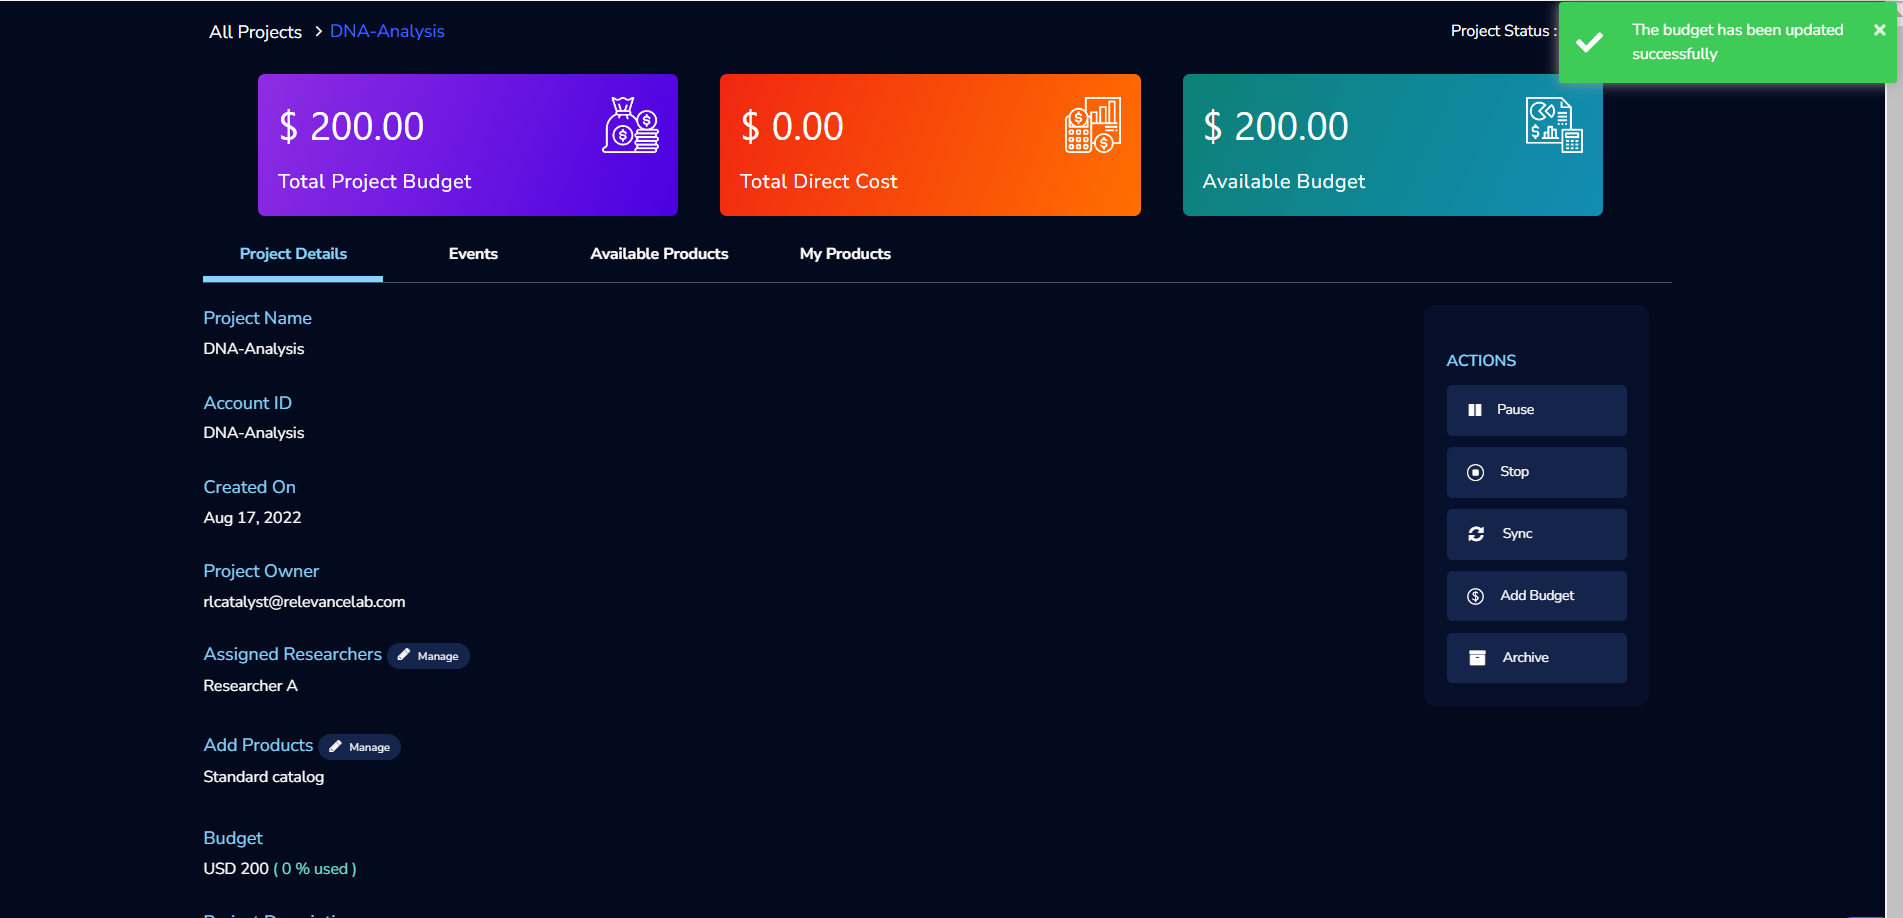 All Projects > DNA-Analysis
Project Status :
The budget has been updated
successfully
$ 200.00
Total Project Budget
$ 0.00
Total Direct Cost
$ 200.00
Available Budget
Project Details
Events
Available Products
My Products
Project Name
DNA-Analysis
Account ID
DNA-Analysis
Created On
Aug 17, 2022
Project Owner
rlcatalyst@relevancelab.com
Assigned Researchers
Manage
Researcher A
Add Products
Manage
Standard catalog
Budget
USD 200 ( 0 % used )
ACTIONS
Pause
Stop
Sync
Add Budget
Archive